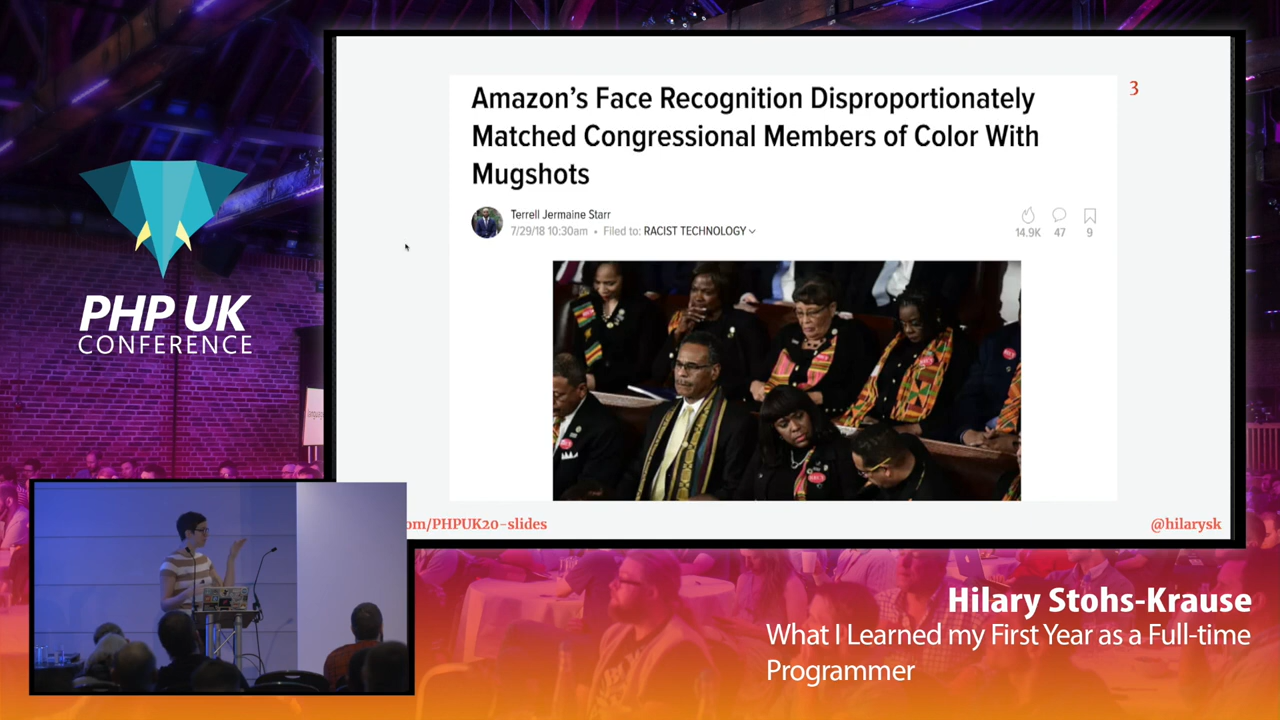 Amazon's Face Recognition Disproportionately
Matched Congressional Members of Color With
Mugshots
3
Terrell Jermaine Starr
7/29/18 10:30am • Filed to: RACIST TECHNOLOGY
14.9K 47 9
PHP UK
CONFERENCE
om/PHPUK20-slides
@hilarysk
Hilary Stohs-Krause
What I Learned my First Year as a Full-time
Programmer